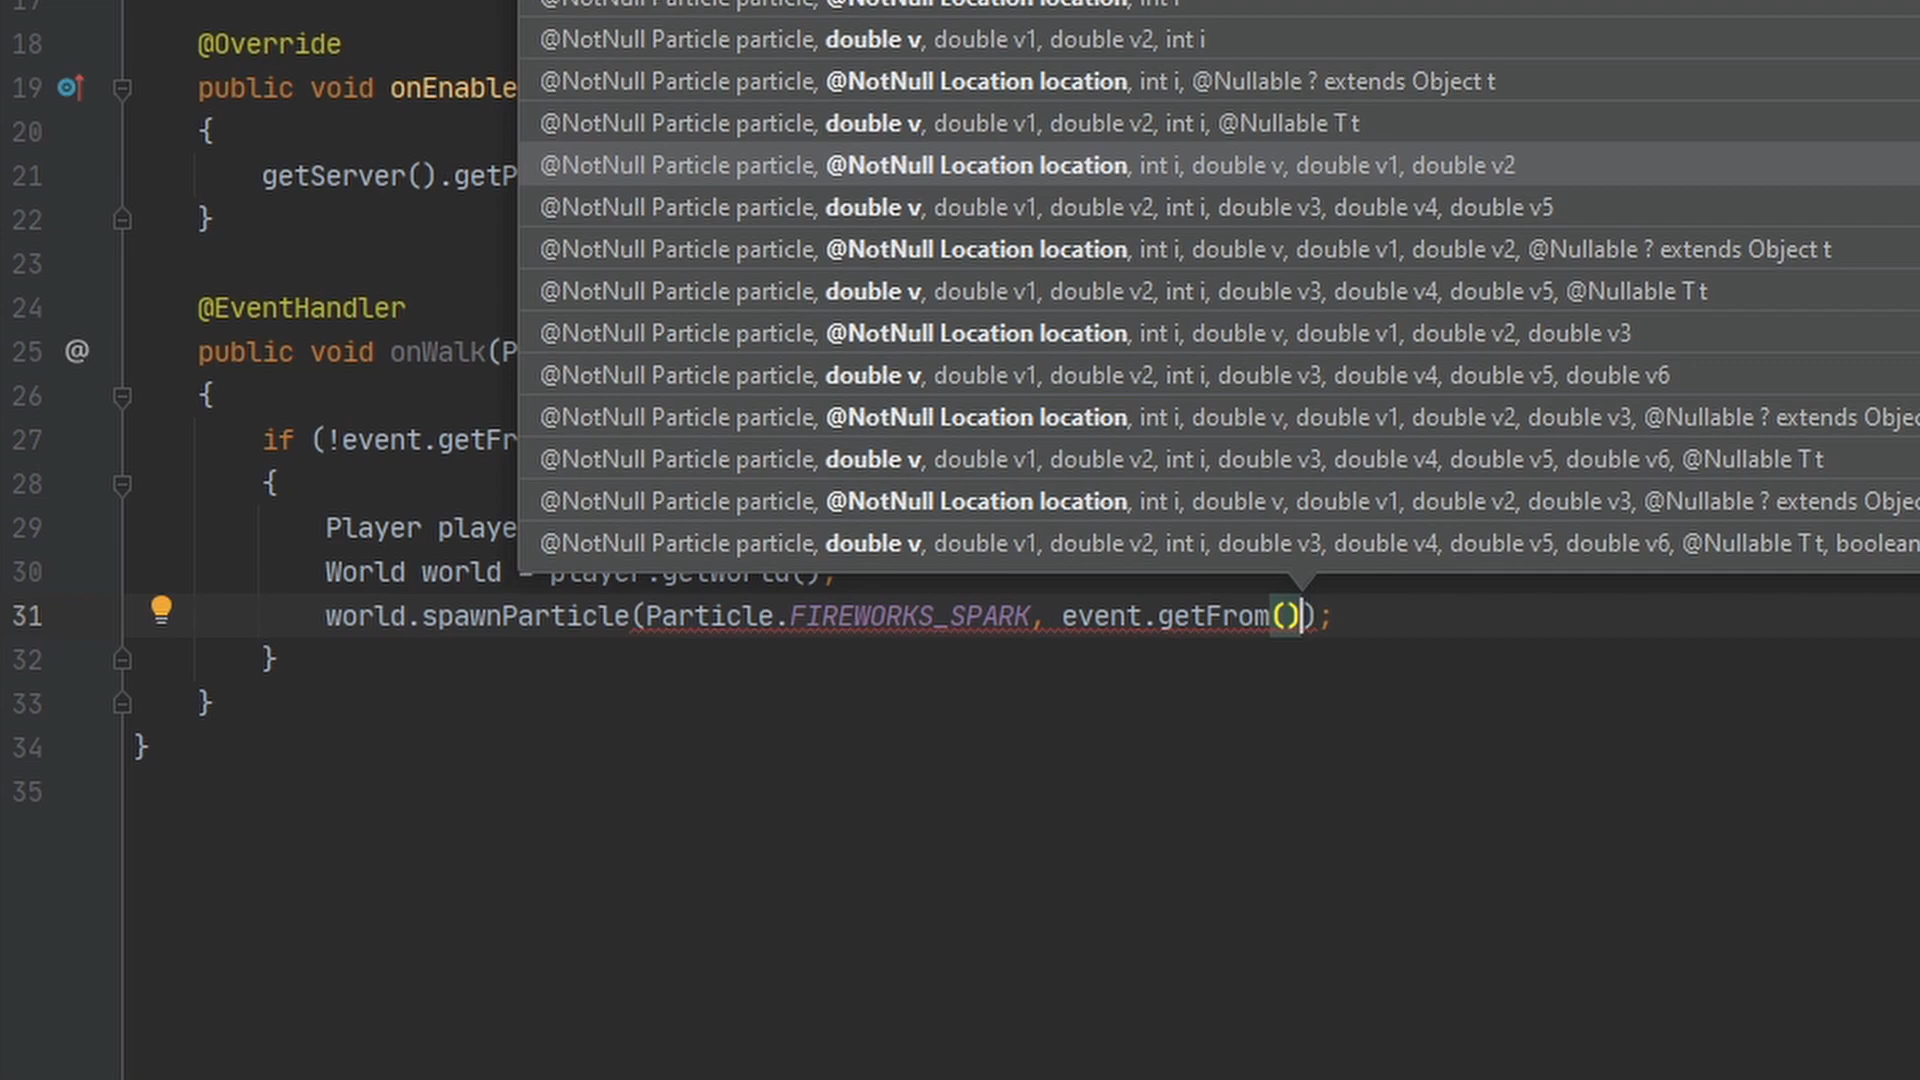 17
@NotNull Particle particle, @NotNull Location location, int i
18 @Override
@NotNull Particle particle, double v, double v1, double v2, int i
19 public void onEnable
@NotNull Particle particle, @NotNull Location location, int i, @Nullable ? extends Object t
20 {
@NotNull Particle particle, double v, double v1, double v2, int i, @Nullable T t
21 getServer().getP
@NotNull Particle particle, @NotNull Location location, int i, double v, double v1, double v2
22 }
@NotNull Particle particle, double v, double v1, double v2, int i, double v3, double v4, double v5
23
@NotNull Particle particle, @NotNull Location location, int i, double v, double v1, double v2, @Nullable ? extends Object t
24 @EventHandler
@NotNull Particle particle, double v, double v1, double v2, int i, double v3, double v4, double v5, @Nullable T t
25 @ public void onWalk(P
@NotNull Particle particle, @NotNull Location location, int i, double v, double v1, double v2, double v3
26 {
@NotNull Particle particle, double v, double v1, double v2, int i, double v3, double v4, double v5, double v6
27 if (!event.getFr
@NotNull Particle particle, @NotNull Location location, int i, double v, double v1, double v2, double v3, @Nullable ? extends Objec
28 {
@NotNull Particle particle, double v, double v1, double v2, int i, double v3, double v4, double v5, double v6, @Nullable T t
@NotNull Particle particle, @NotNull Location location, int i, double v, double v1, double v2, double v3, @Nullable ? extends Objec
29 Player playe
@NotNull Particle particle, double v, double v1, double v2, int i, double v3, double v4, double v5, double v6, @Nullable T t, boolean
30 World world = player.getWorld();
31 world.spawnParticle(Particle.FIREWORKS_SPARK, event.getFrom());
32 }
33 }
34 }
35